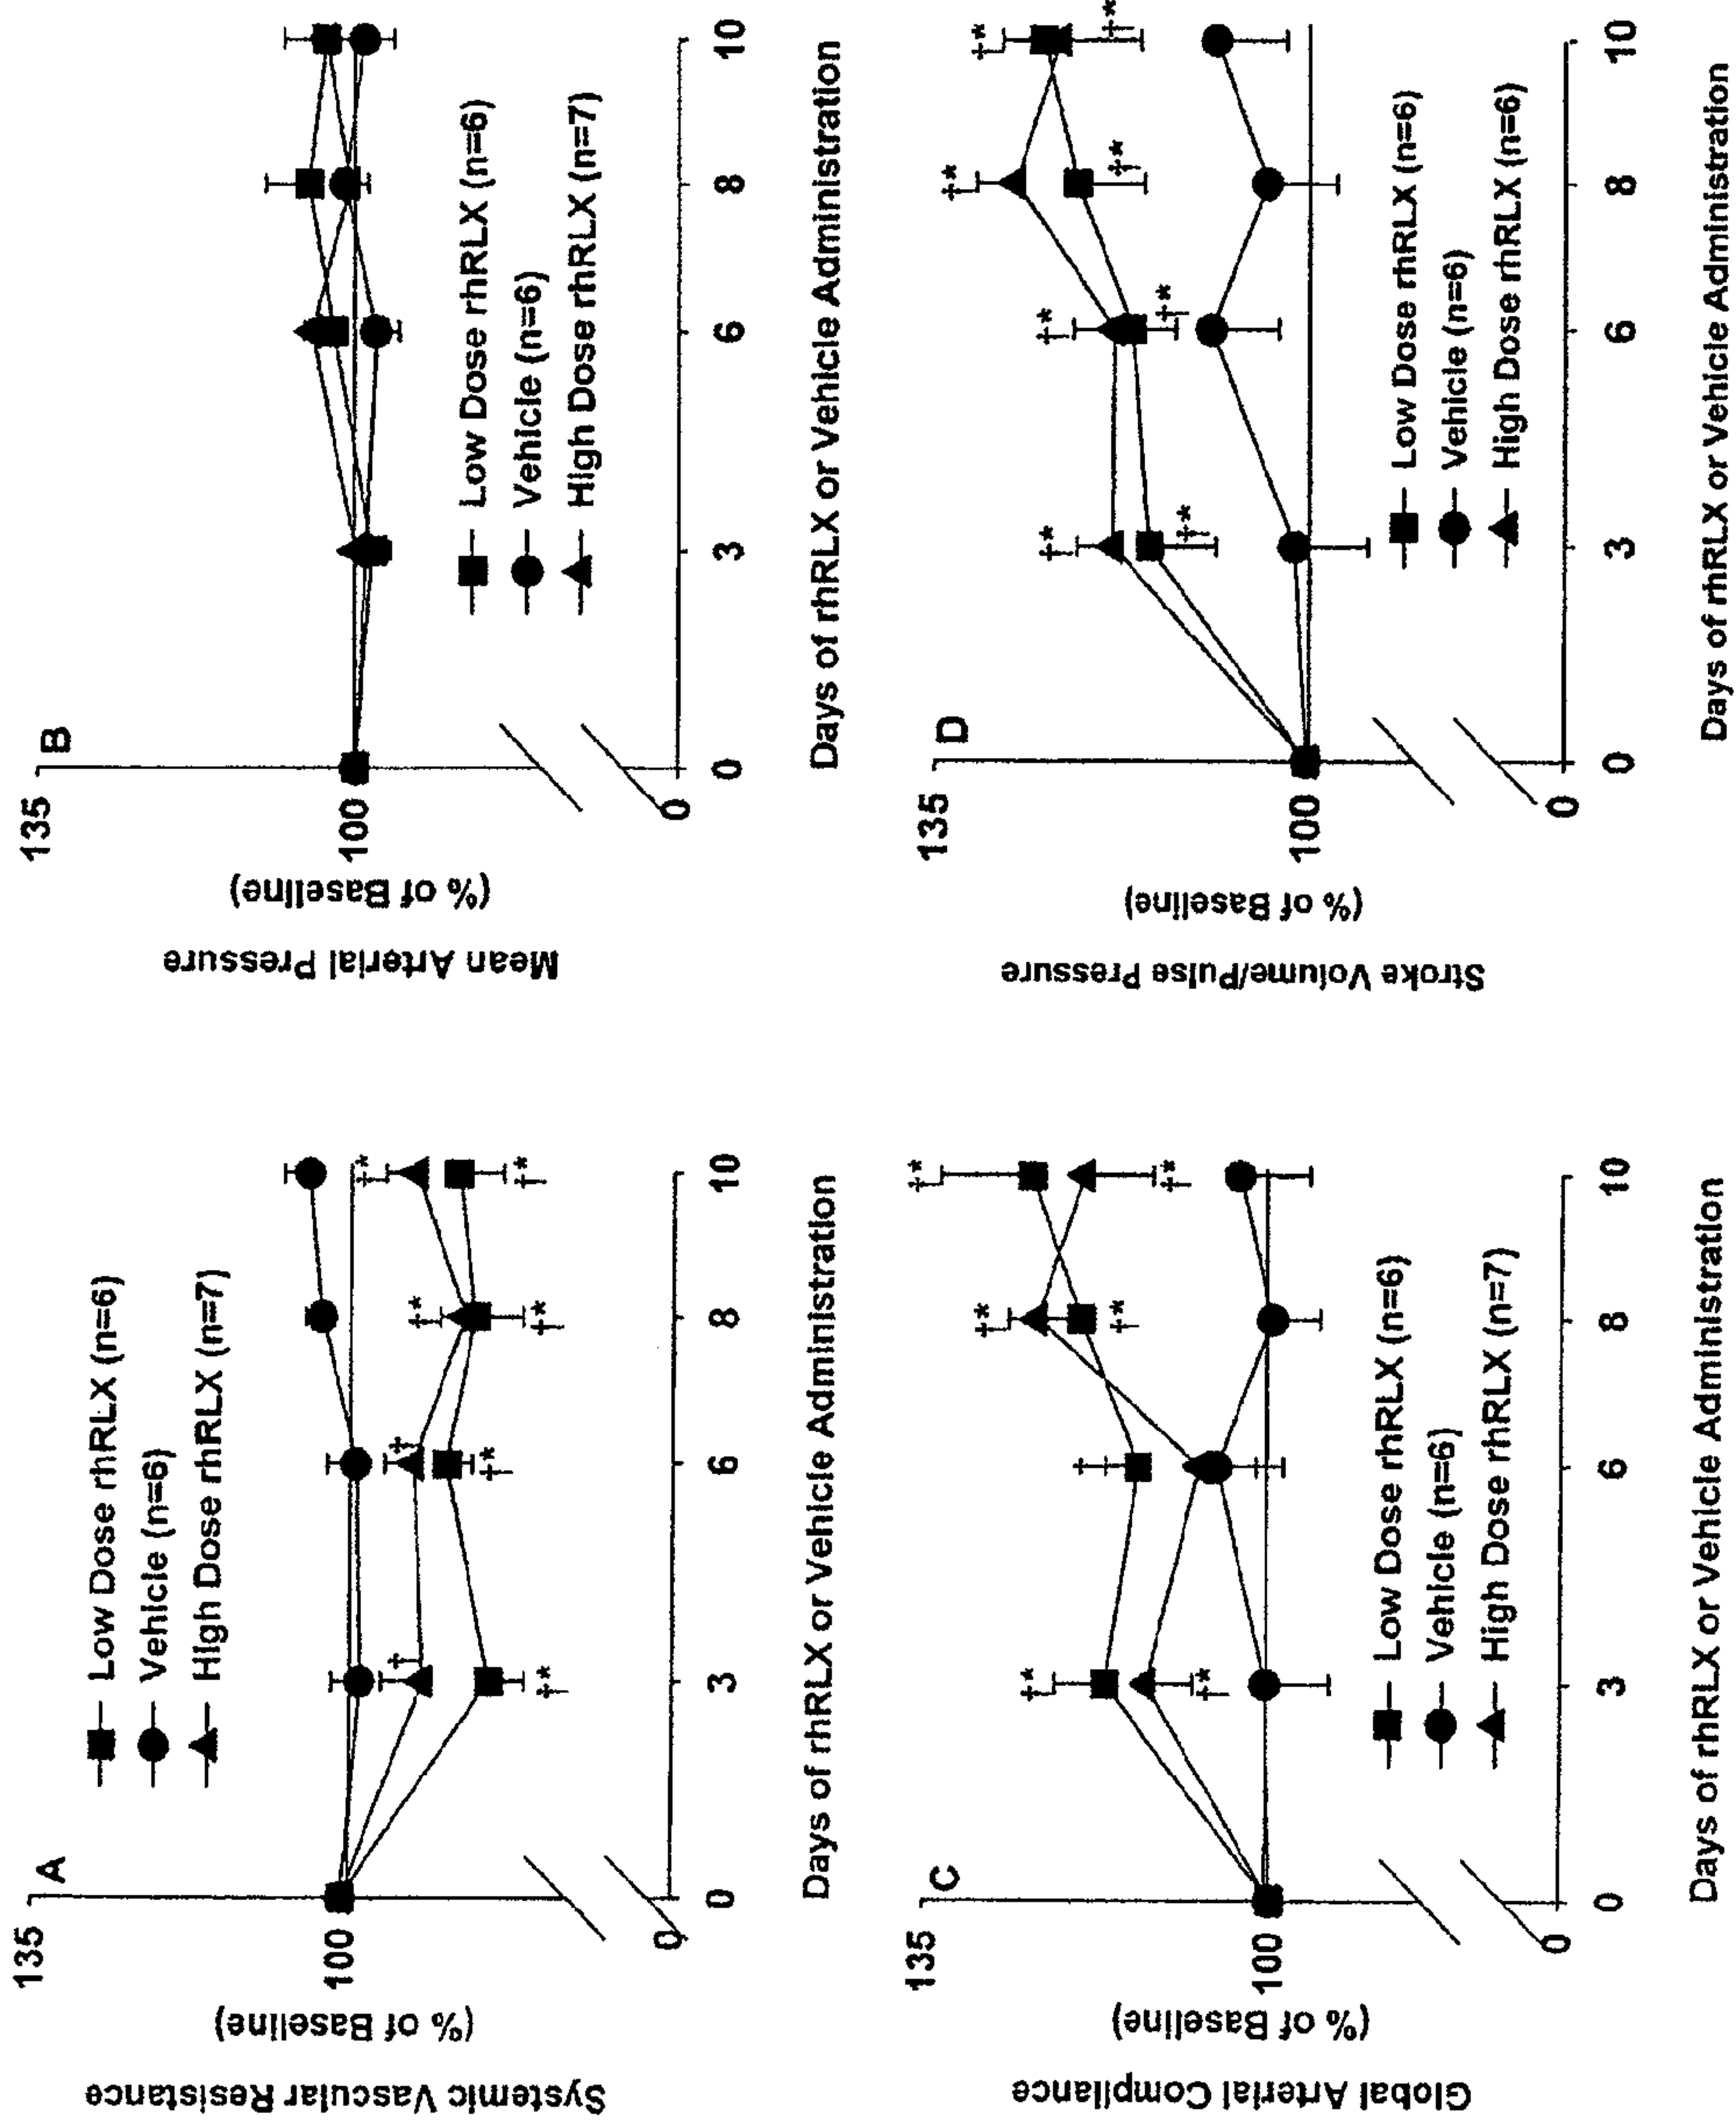 A
Systemic Vascular Resistance
(% of Baseline)
135
100
0
Low Dose rhRLX (n=6)
Vehicle (n=6)
High Dose rhRLX (n=7)
†*
†
†*
†
†*
†*
†*
†*
0 3 6 8 10
Days of rhRLX or Vehicle Administration
B
Mean Arterial Pressure
(% of Baseline)
135
100
0
Low Dose rhRLX (n=6)
Vehicle (n=6)
High Dose rhRLX (n=7)
0 3 6 8 10
Days of rhRLX or Vehicle Administration
C
Global Arterial Compliance
(% of Baseline)
135
100
0
†*
†*
†*
†*
†*
†*
Low Dose rhRLX (n=6)
Vehicle (n=6)
High Dose rhRLX (n=7)
0 3 6 8 10
Days of rhRLX or Vehicle Administration
D
Stroke Volume/Pulse Pressure
(% of Baseline)
135
100
0
†*
†*
†*
†*
†*
†*
†*
†*
Low Dose rhRLX (n=6)
Vehicle (n=6)
High Dose rhRLX (n=6)
0 3 6 8 10
Days of rhRLX or Vehicle Administration